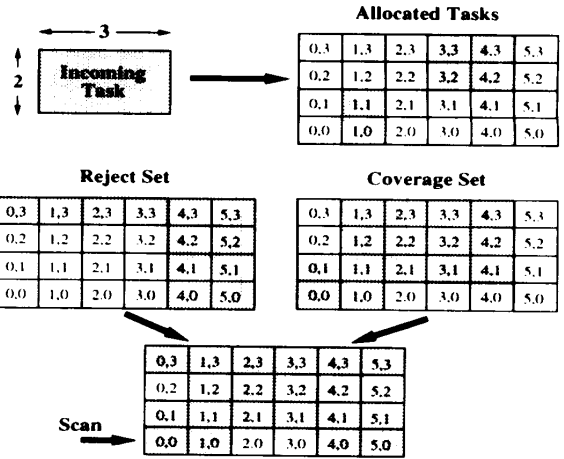 Allocated Tasks
3
2
Incoming
Task
0,3 1,3 2,3 3,3 4,3 5,3
0,2 1,2 2,2 3,2 4,2 5,2
0,1 1,1 2,1 3,1 4,1 5,1
0,0 1,0 2,0 3,0 4,0 5,0
Reject Set
0,3 1,3 2,3 3,3 4,3 5,3
0,2 1,2 2,2 3,2 4,2 5,2
0,1 1,1 2,1 3,1 4,1 5,1
0,0 1,0 2,0 3,0 4,0 5,0
Coverage Set
0,3 1,3 2,3 3,3 4,3 5,3
0,2 1,2 2,2 3,2 4,2 5,2
0,1 1,1 2,1 3,1 4,1 5,1
0,0 1,0 2,0 3,0 4,0 5,0
0,3 1,3 2,3 3,3 4,3 5,3
0,2 1,2 2,2 3,2 4,2 5,2
0,1 1,1 2,1 3,1 4,1 5,1
Scan
0,0 1,0 2,0 3,0 4,0 5,0